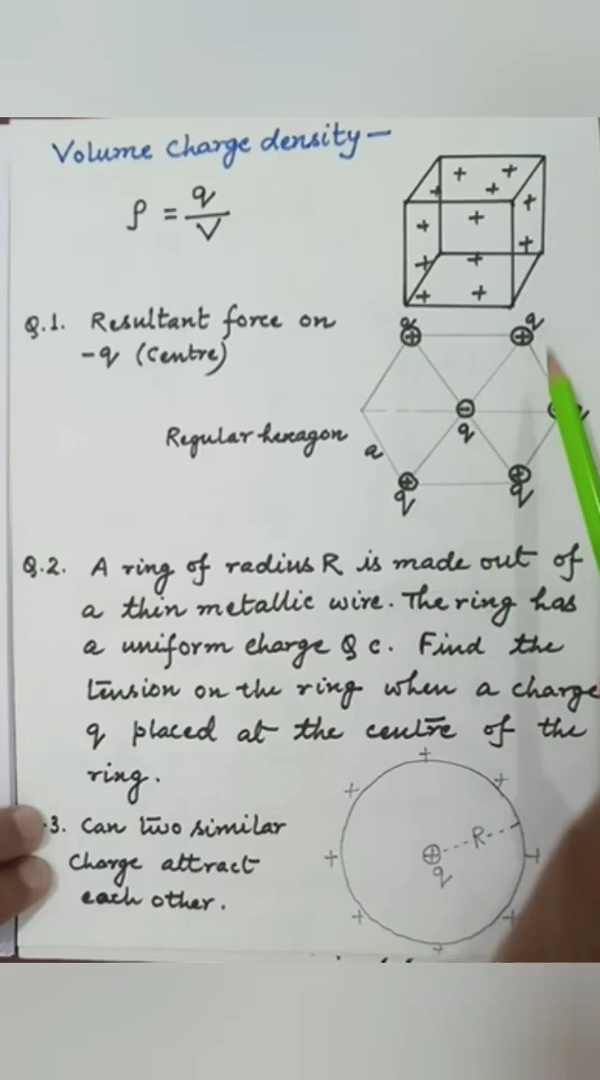 Volume charge density—
ρ = q/V
Q.1. Resultant force on
-q (Centre)
q
q
q
Regular hexagon
a
q
q
Q.2. A ring of radius R is made out of
a thin metallic wire. The ring has
a uniform charge Q c. Find the
tension on the ring when a charge
q placed at the centre of the
ring.
.3. Can two similar
charge attract
each other.
R
q